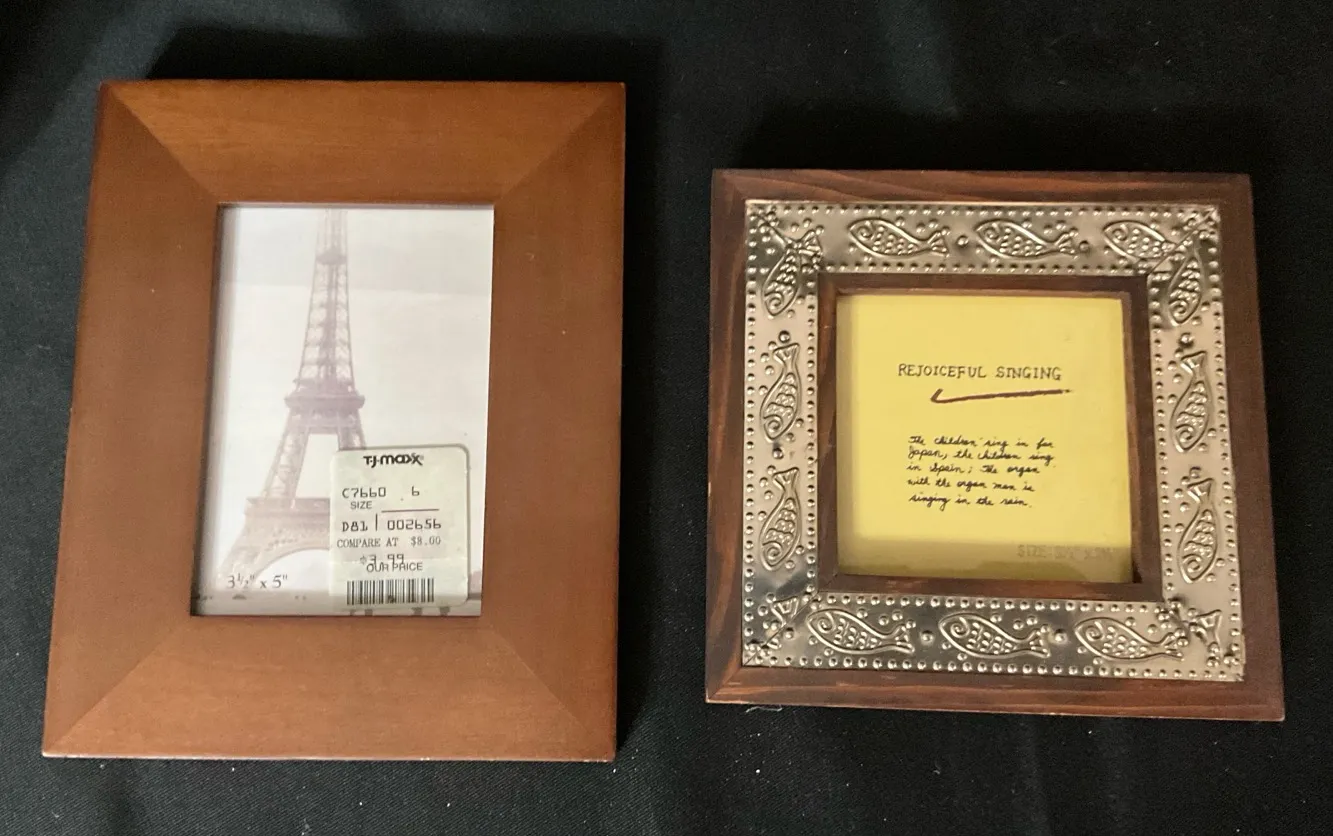 T·J·maxx®
C7660 6
SIZE
D81 002656
COMPARE AT $8.00
$3.99
OUR PRICE
3½" x 5"
REJOICEFUL SINGING
The children sing in far
Japan, the children sing
in Spain; The organ
with the organ man is
singing in the rain.
SIZE